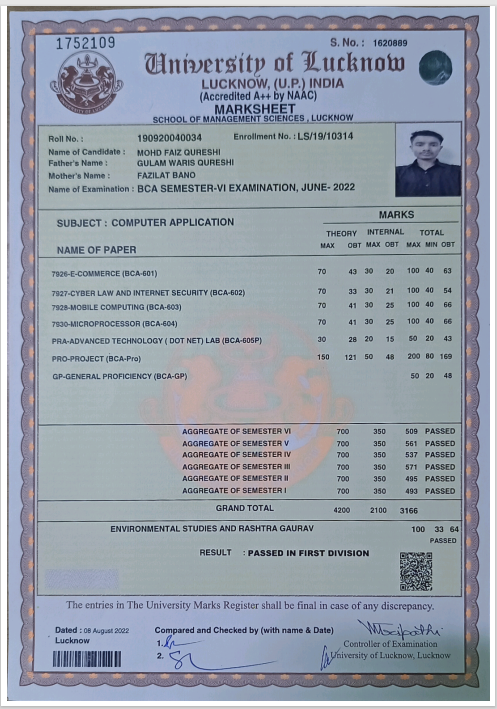 1752109
S. No.: 1620889
University of Lucknow
LUCKNOW, (U.P.) INDIA
(Accredited A++ by NAAC)
MARKSHEET
SCHOOL OF MANAGEMENT SCIENCES , LUCKNOW
Roll No. : 190920040034 Enrollment No. : LS/19/10314
Name of Candidate : MOHD FAIZ QURESHI
Father's Name : GULAM WARIS QURESHI
Mother's Name : FAZILAT BANO
Name of Examination : BCA SEMESTER-VI EXAMINATION, JUNE- 2022
SUBJECT : COMPUTER APPLICATION
MARKS
THEORY INTERNAL TOTAL
NAME OF PAPER MAX OBT MAX OBT MAX MIN OBT
7926-E-COMMERCE (BCA-601) 70 43 30 20 100 40 63
7927-CYBER LAW AND INTERNET SECURITY (BCA-602) 70 33 30 21 100 40 54
7928-MOBILE COMPUTING (BCA-603) 70 41 30 25 100 40 66
7930-MICROPROCESSOR (BCA-604) 70 41 30 25 100 40 66
PRA-ADVANCED TECHNOLOGY ( DOT NET) LAB (BCA-605P) 30 28 20 15 50 20 43
PRO-PROJECT (BCA-Pro) 150 121 50 48 200 80 169
GP-GENERAL PROFICIENCY (BCA-GP) 50 20 48
AGGREGATE OF SEMESTER VI 700 350 509 PASSED
AGGREGATE OF SEMESTER V 700 350 561 PASSED
AGGREGATE OF SEMESTER IV 700 350 537 PASSED
AGGREGATE OF SEMESTER III 700 350 571 PASSED
AGGREGATE OF SEMESTER II 700 350 495 PASSED
AGGREGATE OF SEMESTER I 700 350 493 PASSED
GRAND TOTAL 4200 2100 3166
ENVIRONMENTAL STUDIES AND RASHTRA GAURAV 100 33 64
PASSED
RESULT : PASSED IN FIRST DIVISION
The entries in The University Marks Register shall be final in case of any discrepancy.
Dated : 08 August 2022 Compared and Checked by (with name & Date)
Lucknow
1.
2.
Controller of Examination
University of Lucknow, Lucknow